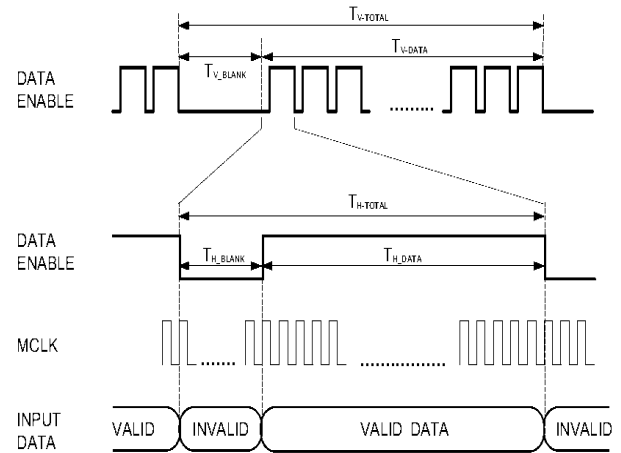 TV-TOTAL
TV-DATA
TV_BLANK
DATA
ENABLE
TH-TOTAL
DATA
ENABLE
TH_BLANK
TH_DATA
MCLK
INPUT
DATA
VALID
INVALID
VALID DATA
INVALID